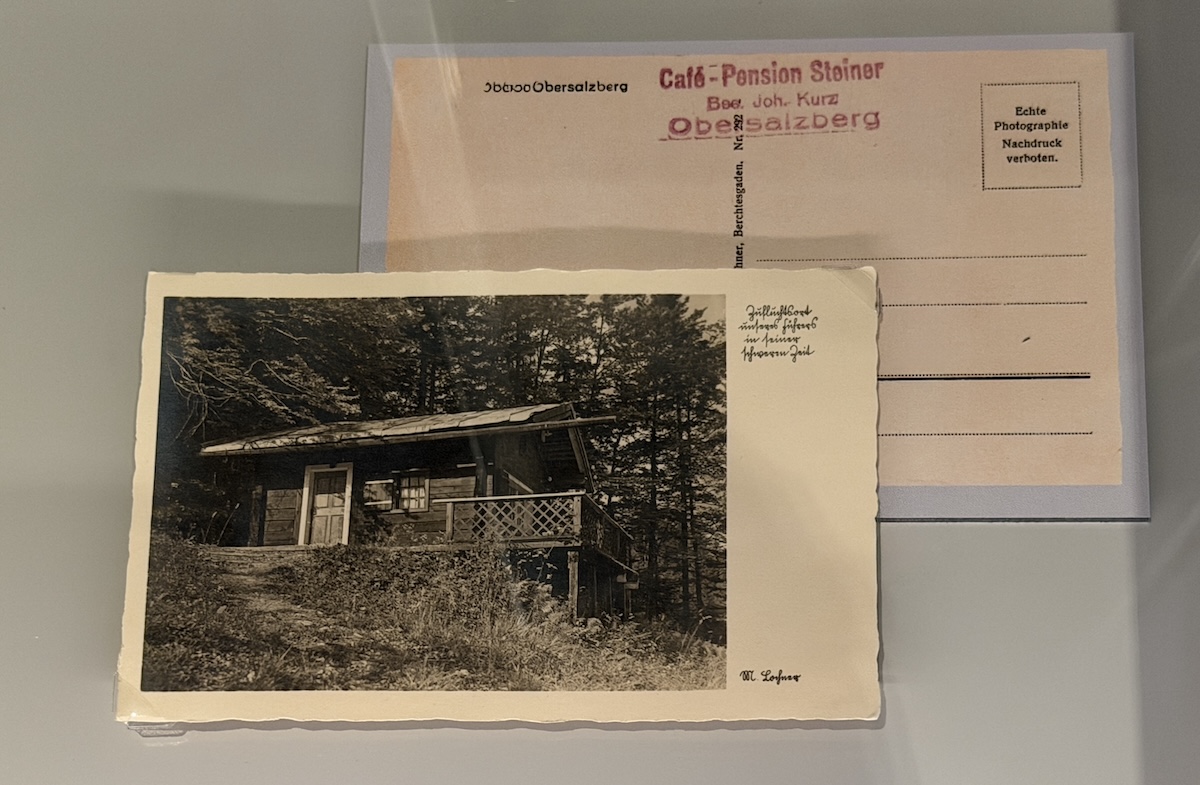 Obersalzberg
Café-Pension Steiner
Bes. Joh. Kurz
Obersalzberg
Echte
Photographie
Nachdruck
verboten.
Berchtesgaden, Nr. 292
Zufluchtsort
unseres Führers
in seiner
schweren Zeit
M. Lochner